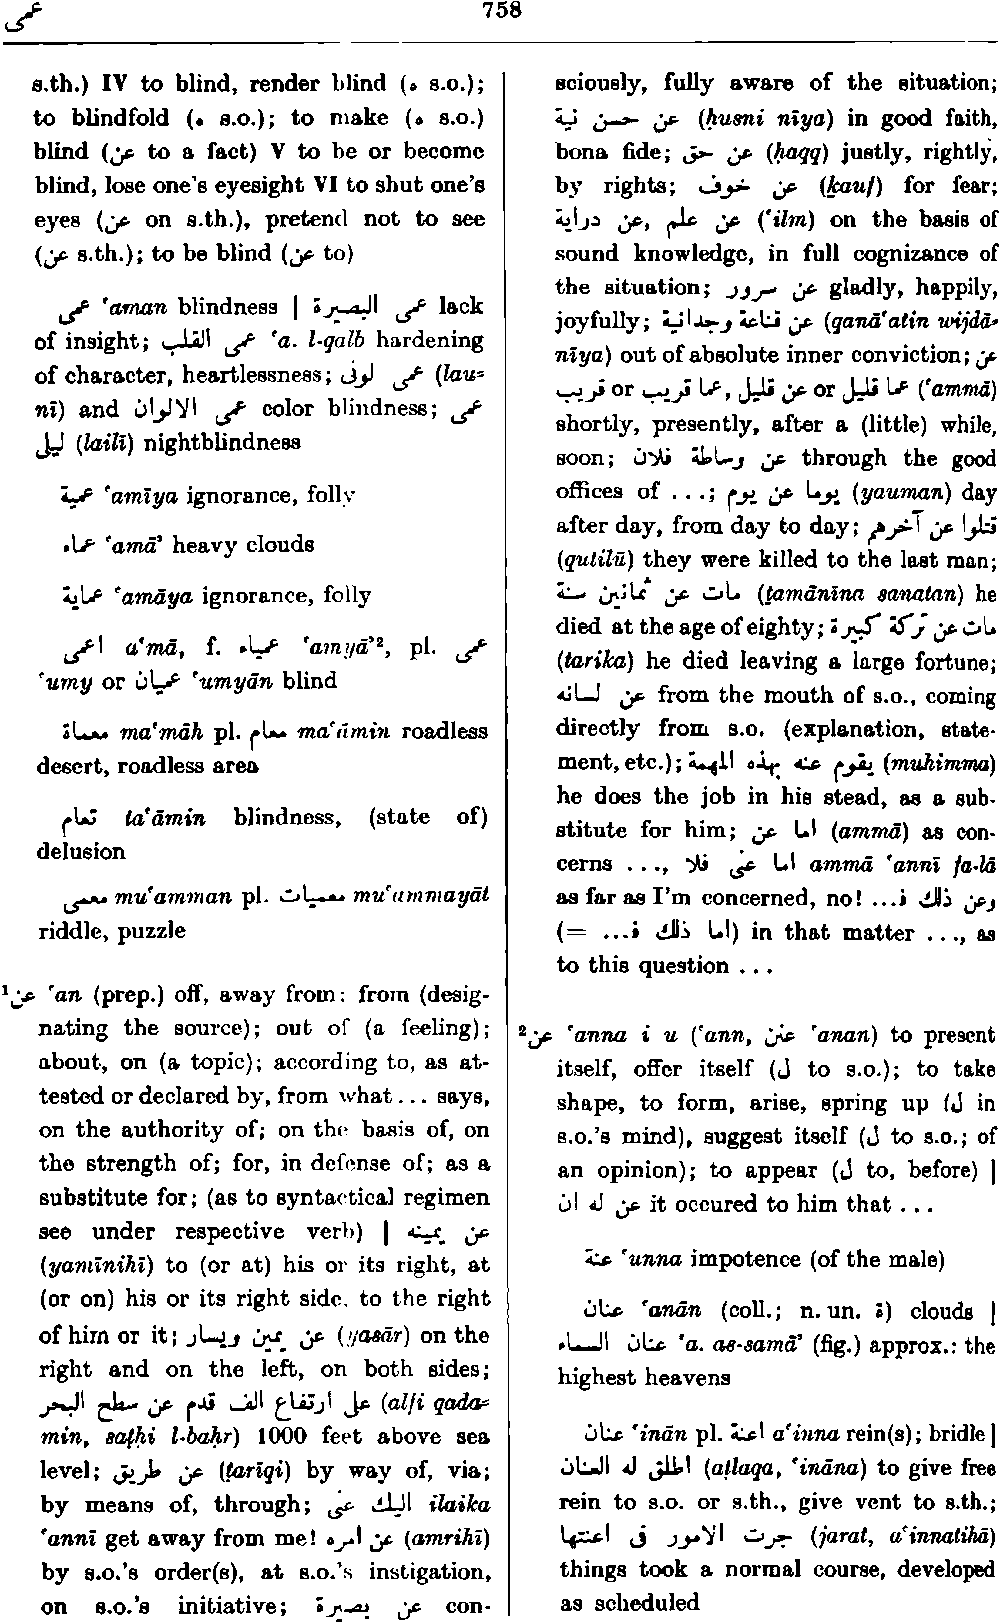 عمى
758
s.th.) IV to blind, render blind (ه s.o.);
to blindfold (ه s.o.); to make (ه s.o.)
blind (عن to a fact) V to be or become
blind, lose one's eyesight VI to shut one's
eyes (عن on s.th.), pretend not to see
(عن s.th.); to be blind (عن to)
عمى ‘aman blindness | عمى البصيرة lack
of insight; عمى القلب ‘a. l-qalb hardening
of character, heartlessness; عمى لونى (lau=
nī) and عمى الالوان color blindness; عمى
ليلى (lailī) nightblindness
عمية ‘amīya ignorance, folly
عماء ‘amā’ heavy clouds
عماية ‘amāya ignorance, folly
اعمى a‘mā, f. عمياء ‘amyā’², pl. عمى
‘umy or عميان ‘umyān blind
معماة ma‘māh pl. معام ma‘āmin roadless
desert, roadless area
تعام ta‘āmin blindness, (state of)
delusion
معمى mu‘amman pl. معميات mu‘ammayāt
riddle, puzzle
¹عن ‘an (prep.) off, away from; from (desig-
nating the source); out of (a feeling);
about, on (a topic); according to, as at-
tested or declared by, from what... says,
on the authority of; on the basis of, on
the strength of; for, in defense of; as a
substitute for; (as to syntactical regimen
see under respective verb) | عن يمينه
(yamīnihī) to (or at) his or its right, at
(or on) his or its right side, to the right
of him or it; عن يمين ويسار (yasār) on the
right and on the left, on both sides;
على ارتفاع الف قدم عن سطح البحر (alfi qada=
min, saṭḥi l-baḥr) 1000 feet above sea
level; عن طريق (ṭarīqi) by way of, via;
by means of, through; اليك عنى ilaika
‘annī get away from me! عن امره (amrihī)
by s.o.'s order(s), at s.o.'s instigation,
on s.o.'s initiative; عن بصيرة con-
sciously, fully aware of the situation;
عن حسن نية (ḥusni nīya) in good faith,
bona fide; عن حق (ḥaqq) justly, rightly,
by rights; عن خوف (ḵauf) for fear;
عن علم, عن دراية (‘ilm) on the basis of
sound knowledge, in full cognizance of
the situation; عن سرور gladly, happily,
joyfully; عن قناعة وجدانية (qanā‘atin wijdā=
nīya) out of absolute inner conviction; عن
قريب or عما قريب, عن قليل or عما قليل (‘ammā)
shortly, presently, after a (little) while,
soon; عن وساطة فلان through the good
offices of ...; يوما عن يوم (yauman) day
after day, from day to day; قتلوا عن آخرهم
(qutilū) they were killed to the last man;
مات عن ثمانين سنة (ṯamānīna sanatan) he
died at the age of eighty; مات عن تركة كبيرة
(tarika) he died leaving a large fortune;
عن لسانه from the mouth of s.o., coming
directly from s.o. (explanation, state-
ment, etc.); يقوم عنه بهذه المهمة (muhimma)
he does the job in his stead, as a sub-
stitute for him; اما عن (ammā) as con-
cerns ..., اما عنى فلا ammā ‘annī fa-lā
as far as I'm concerned, no! وعن ذلك ف...
(= اما ذلك ف...) in that matter ..., as
to this question ...
²عن ‘anna i u (‘ann, عنن ‘anan) to present
itself, offer itself (ل to s.o.); to take
shape, to form, arise, spring up (ل in
s.o.'s mind), suggest itself (ل to s.o.; of
an opinion); to appear (ل to, before) |
عن له ان it occured to him that ...
عنة ‘unna impotence (of the male)
عنان ‘anān (coll.; n. un. ة) clouds |
عنان السماء ‘a. as-samā’ (fig.) approx.: the
highest heavens
عنان ‘inān pl. اعنة a‘inna rein(s); bridle |
اطلق له العنان (aṭlaqa, ‘ināna) to give free
rein to s.o. or s.th., give vent to s.th.;
جرت الامور فى اعنتها (jarat, a‘innatihā)
things took a normal course, developed
as scheduled